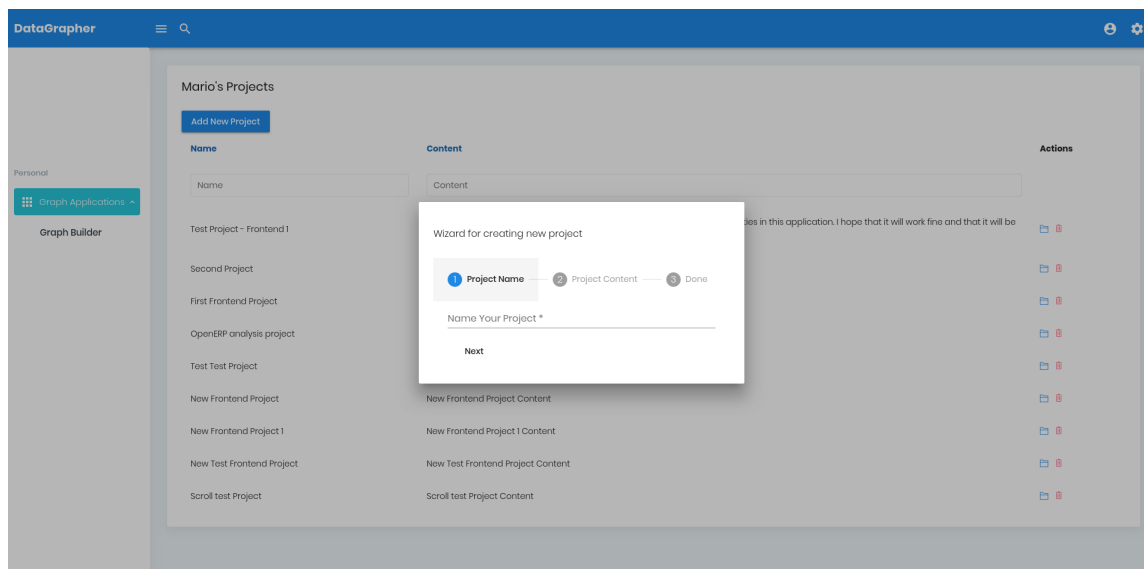 DataGrapher
Mario's Projects
Add New Project
Name Content Actions
Personal
Name Content
Graph Applications
Graph Builder
Test Project - Frontend 1
ies in this application. I hope that it will work fine and that it will be
Second Project
First Frontend Project
OpenERP analysis project
Test Test Project
New Frontend Project New Frontend Project Content
New Frontend Project 1 New Frontend Project 1 Content
New Test Frontend Project New Test Frontend Project Content
Scroll test Project Scroll test Project Content
Wizard for creating new project
1 Project Name 2 Project Content 3 Done
Name Your Project *
Next